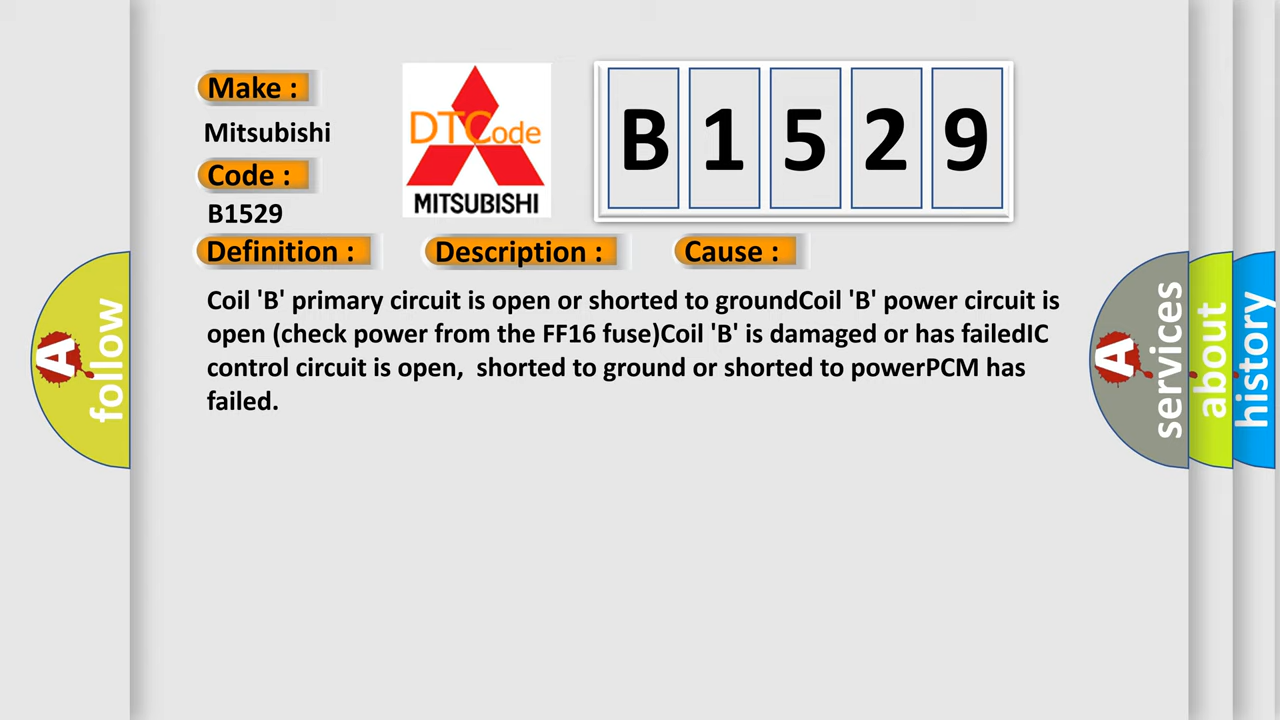 Make :
Mitsubishi
Code :
B1529
DTCode
MITSUBISHI
B 1 5 2 9
Definition :
Description :
Cause :
Coil 'B' primary circuit is open or shorted to groundCoil 'B' power circuit is
open (check power from the FF16 fuse)Coil 'B' is damaged or has failedIC
control circuit is open,  shorted to ground or shorted to powerPCM has
failed.
A follow
A services
about
history